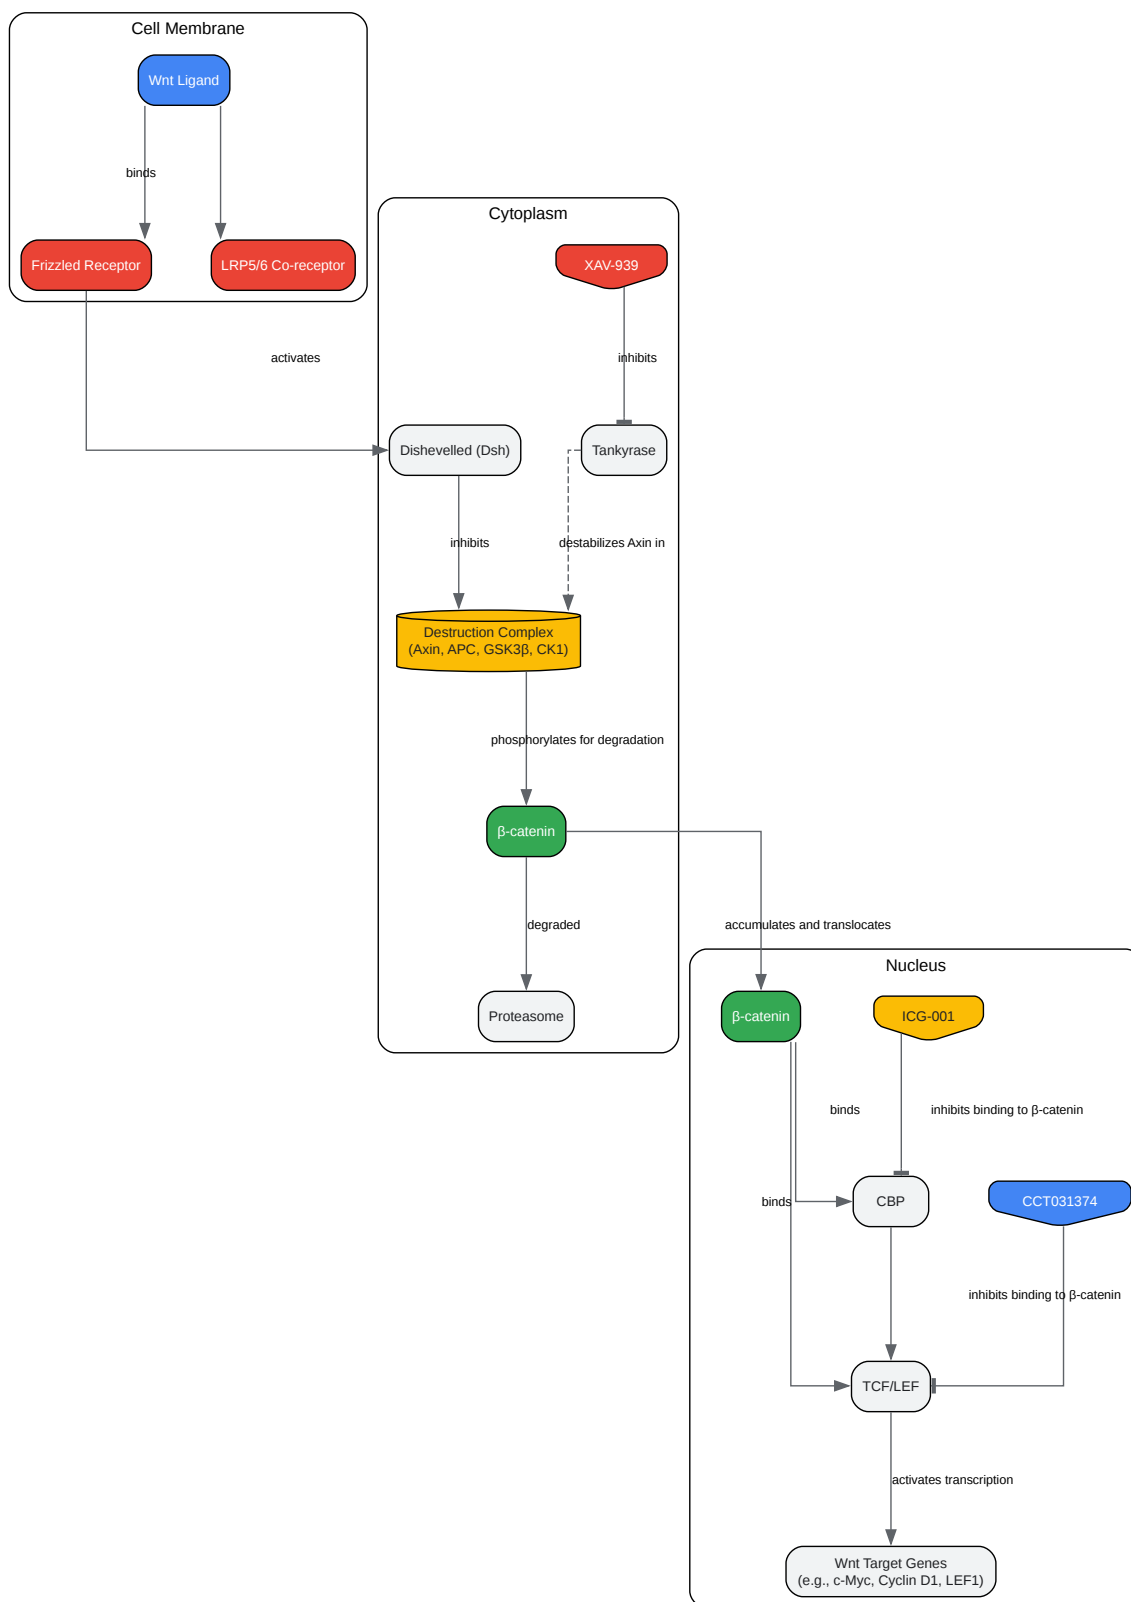 Cell Membrane
Wnt Ligand
binds
Frizzled Receptor
LRP5/6 Co-receptor
activates
Cytoplasm
XAV-939
inhibits
Dishevelled (Dsh)
Tankyrase
inhibits
destabilizes Axin in
Destruction Complex
(Axin, APC, GSK3β, CK1)
phosphorylates for degradation
β-catenin
degraded
accumulates and translocates
Proteasome
Nucleus
β-catenin
ICG-001
binds
inhibits binding to β-catenin
binds
CBP
CCT031374
inhibits binding to β-catenin
TCF/LEF
activates transcription
Wnt Target Genes
(e.g., c-Myc, Cyclin D1, LEF1)